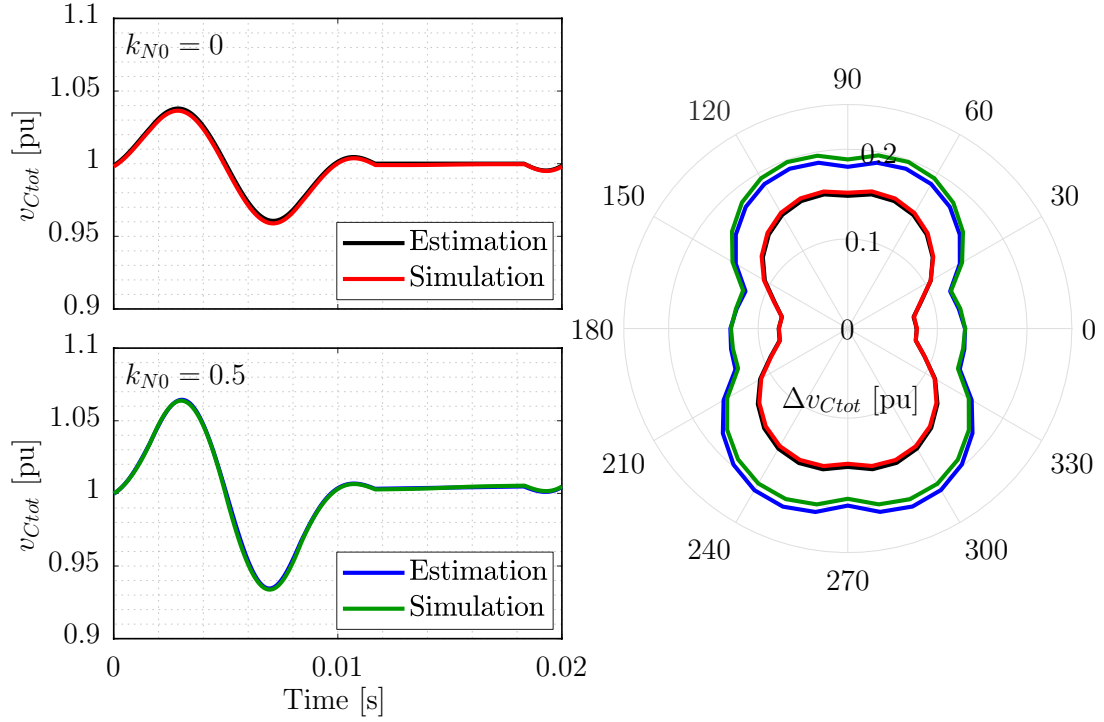 1.1
k_{N0} = 0
1.05
1
0.95
0.9
v_{Ctot} [pu]
Estimation
Simulation
1.1
k_{N0} = 0.5
1.05
1
0.95
0.9
v_{Ctot} [pu]
Estimation
Simulation
0
0.01
0.02
Time [s]
90
120
60
0.2
150
30
0.1
180
0
0
Δv_{Ctot} [pu]
210
330
240
300
270